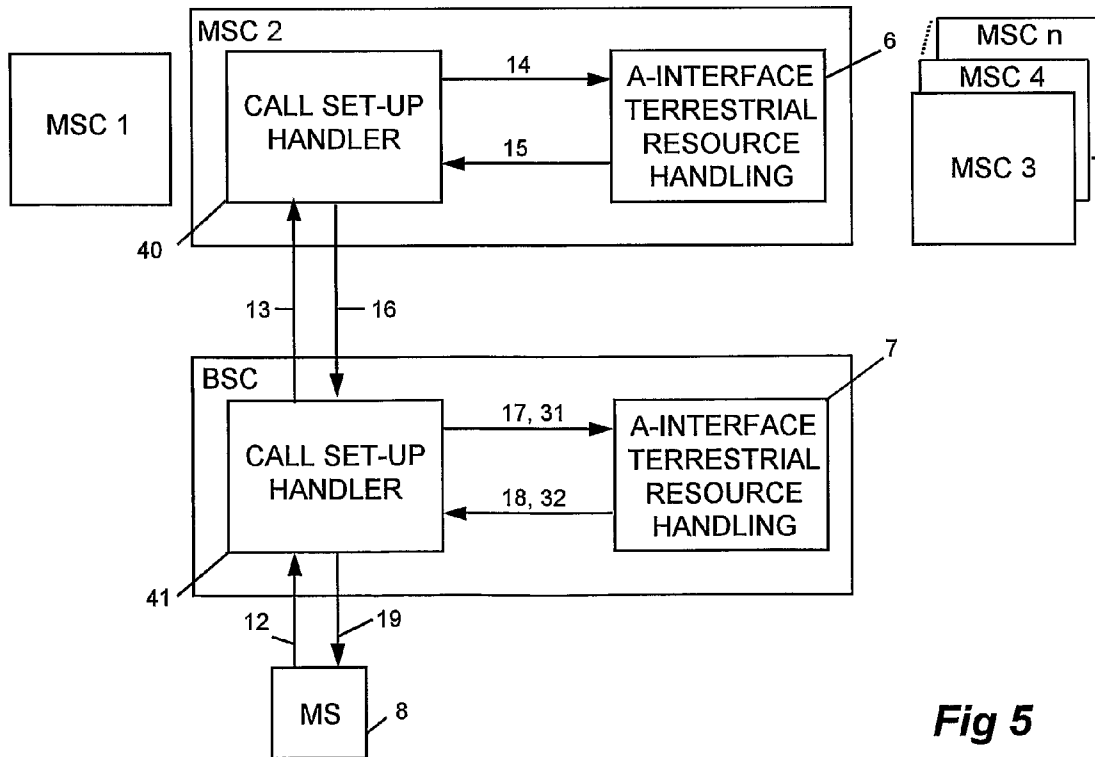 MSC 2
MSC 1
CALL SET-UP
HANDLER
14
15
A-INTERFACE
TERRESTRIAL
RESOURCE
HANDLING
6
MSC n
MSC 4
MSC 3
40
13
16
BSC
7
CALL SET-UP
HANDLER
17, 31
18, 32
A-INTERFACE
TERRESTRIAL
RESOURCE
HANDLING
41
12
19
MS
8
Fig 5